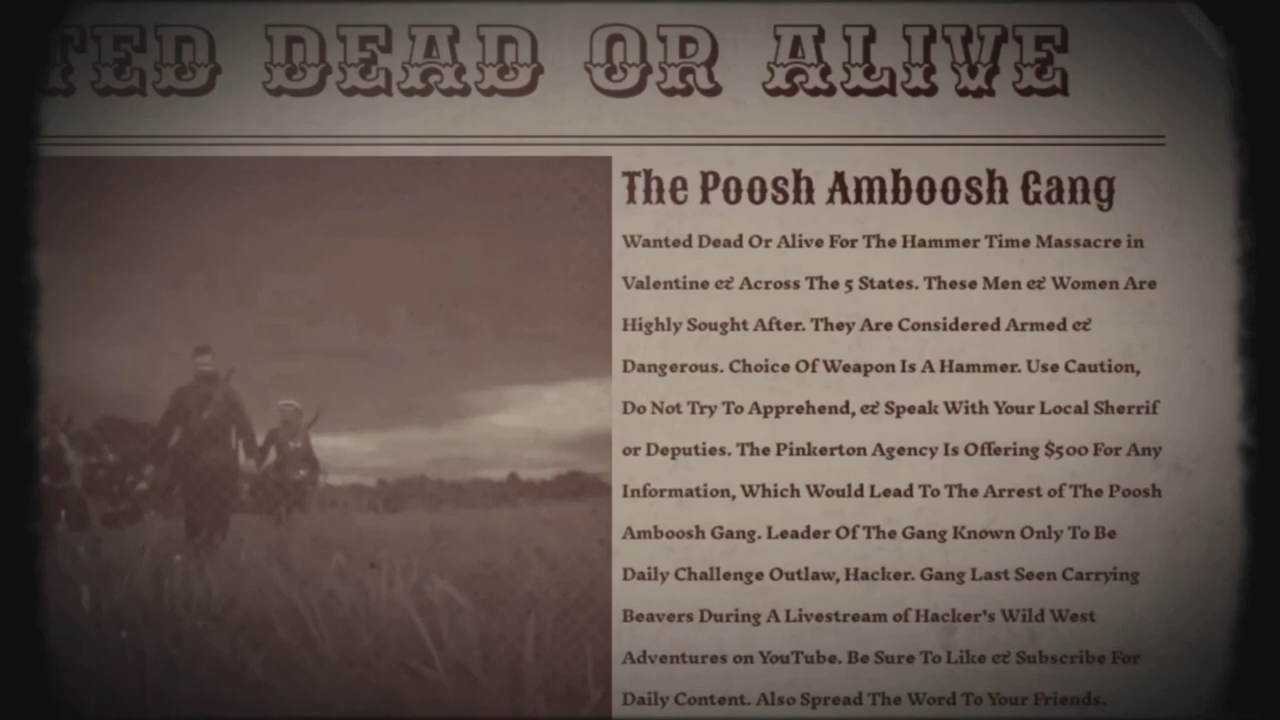 TED DEAD OR ALIVE
The Poosh Amboosh Gang
Wanted Dead Or Alive For The Hammer Time Massacre in
Valentine & Across The 5 States. These Men & Women Are
Highly Sought After. They Are Considered Armed &
Dangerous. Choice Of Weapon Is A Hammer. Use Caution,
Do Not Try To Apprehend, & Speak With Your Local Sherrif
or Deputies. The Pinkerton Agency Is Offering $500 For Any
Information, Which Would Lead To The Arrest of The Poosh
Amboosh Gang. Leader Of The Gang Known Only To Be
Daily Challenge Outlaw, Hacker. Gang Last Seen Carrying
Beavers During A Livestream of Hacker's Wild West
Adventures on YouTube. Be Sure To Like & Subscribe For
Daily Content. Also Spread The Word To Your Friends.